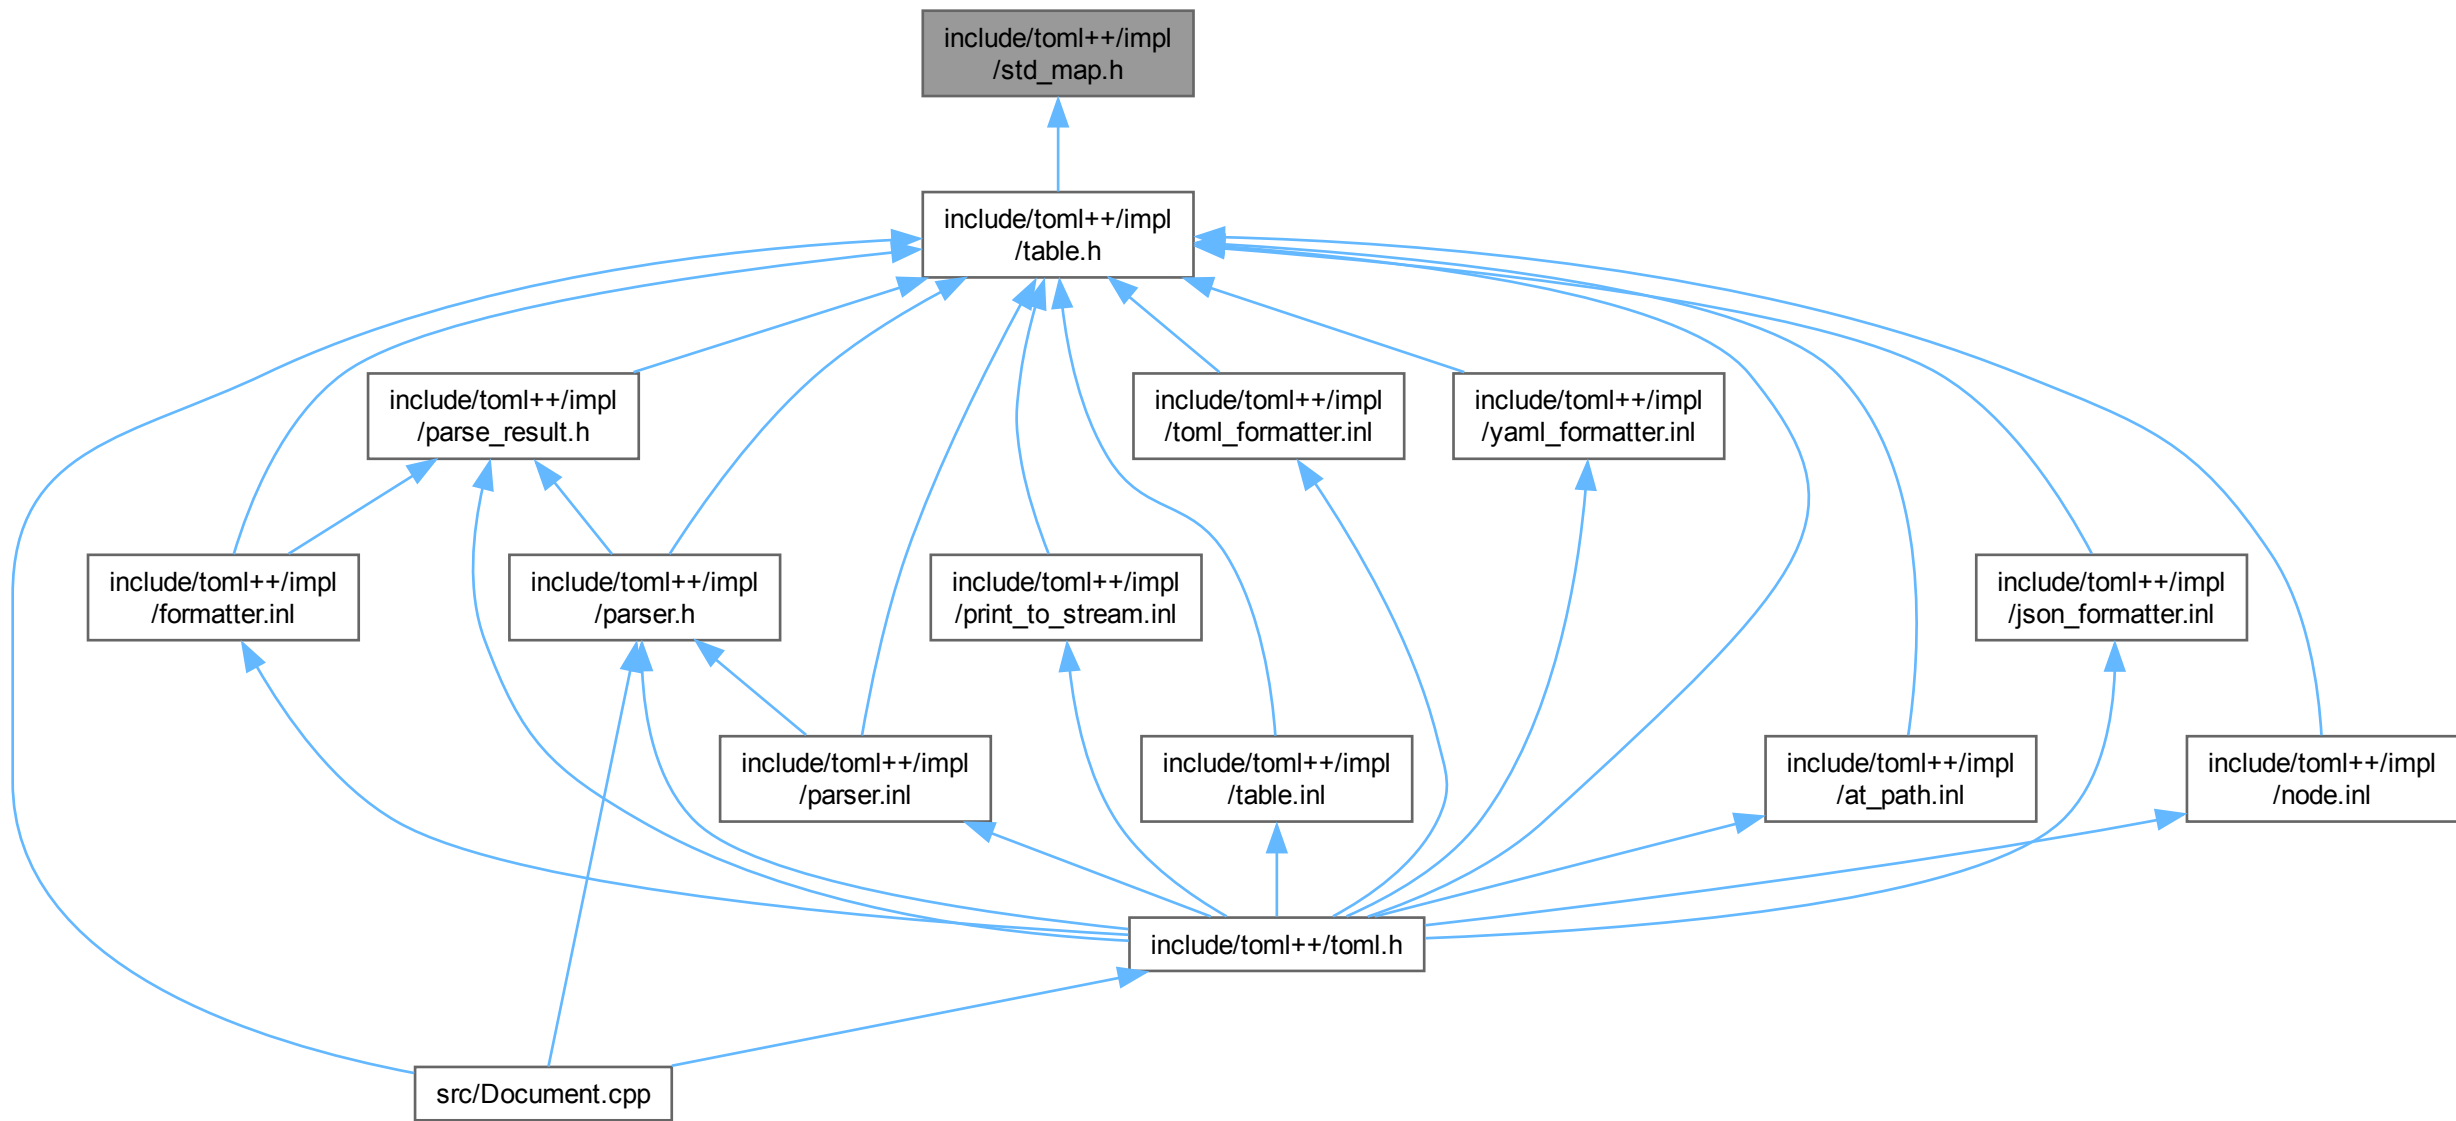 include/toml++/impl
/std_map.h
include/toml++/impl
/table.h
include/toml++/impl
/parse_result.h
include/toml++/impl
/toml_formatter.inl
include/toml++/impl
/yaml_formatter.inl
include/toml++/impl
/formatter.inl
include/toml++/impl
/parser.h
include/toml++/impl
/print_to_stream.inl
include/toml++/impl
/json_formatter.inl
include/toml++/impl
/parser.inl
include/toml++/impl
/table.inl
include/toml++/impl
/at_path.inl
include/toml++/impl
/node.inl
include/toml++/toml.h
src/Document.cpp